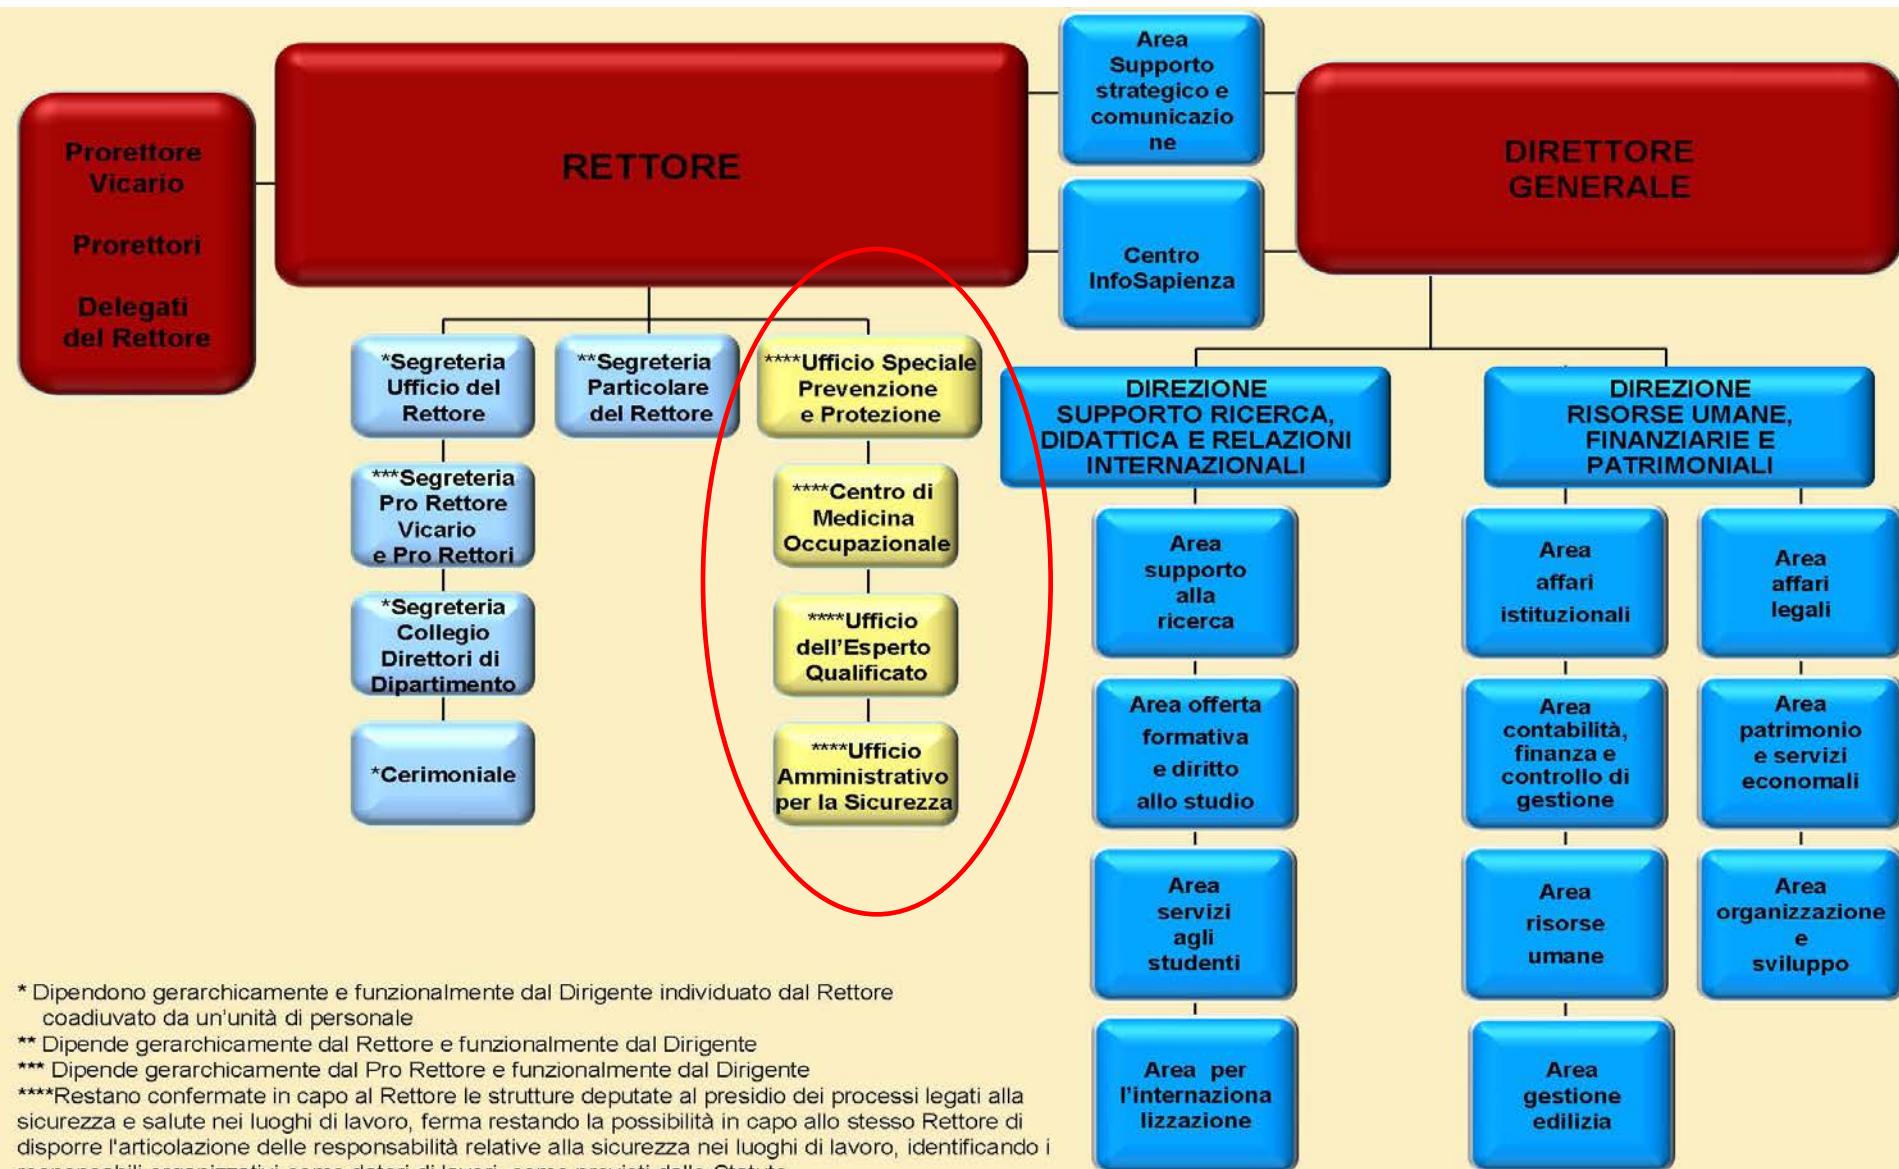 Prorettore
Vicario
Prorettori
Delegati
del Rettore
RETTORE
Area
Supporto
strategico e
comunicazio
ne
Centro
InfoSapienza
DIRETTORE
GENERALE
*Segreteria
Ufficio del
Rettore
***Segreteria
Pro Rettore
Vicario
e Pro Rettori
*Segreteria
Collegio
Direttori di
Dipartimento
*Cerimoniale
**Segreteria
Particolare
del Rettore
****Ufficio Speciale
Prevenzione
e Protezione
****Centro di
Medicina
Occupazionale
****Ufficio
dell'Esperto
Qualificato
****Ufficio
Amministrativo
per la Sicurezza
DIREZIONE
SUPPORTO RICERCA,
DIDATTICA E RELAZIONI
INTERNAZIONALI
Area
supporto
alla
ricerca
Area offerta
formativa
e diritto
allo studio
Area
servizi
agli
studenti
Area per
l'internaziona
lizzazione
DIREZIONE
RISORSE UMANE,
FINANZIARIE E
PATRIMONIALI
Area
affari
istituzionali
Area
contabilità,
finanza e
controllo di
gestione
Area
risorse
umane
Area
gestione
edilizia
Area
affari
legali
Area
patrimonio
e servizi
economali
Area
organizzazione
e
sviluppo
* Dipendono gerarchicamente e funzionalmente dal Dirigente individuato dal Rettore
coadiuvato da un'unità di personale
** Dipende gerarchicamente dal Rettore e funzionalmente dal Dirigente
*** Dipende gerarchicamente dal Pro Rettore e funzionalmente dal Dirigente
****Restano confermate in capo al Rettore le strutture deputate al presidio dei processi legati alla
sicurezza e salute nei luoghi di lavoro, ferma restando la possibilità in capo allo stesso Rettore di
disporre l'articolazione delle responsabilità relative alla sicurezza nei luoghi di lavoro, identificando i